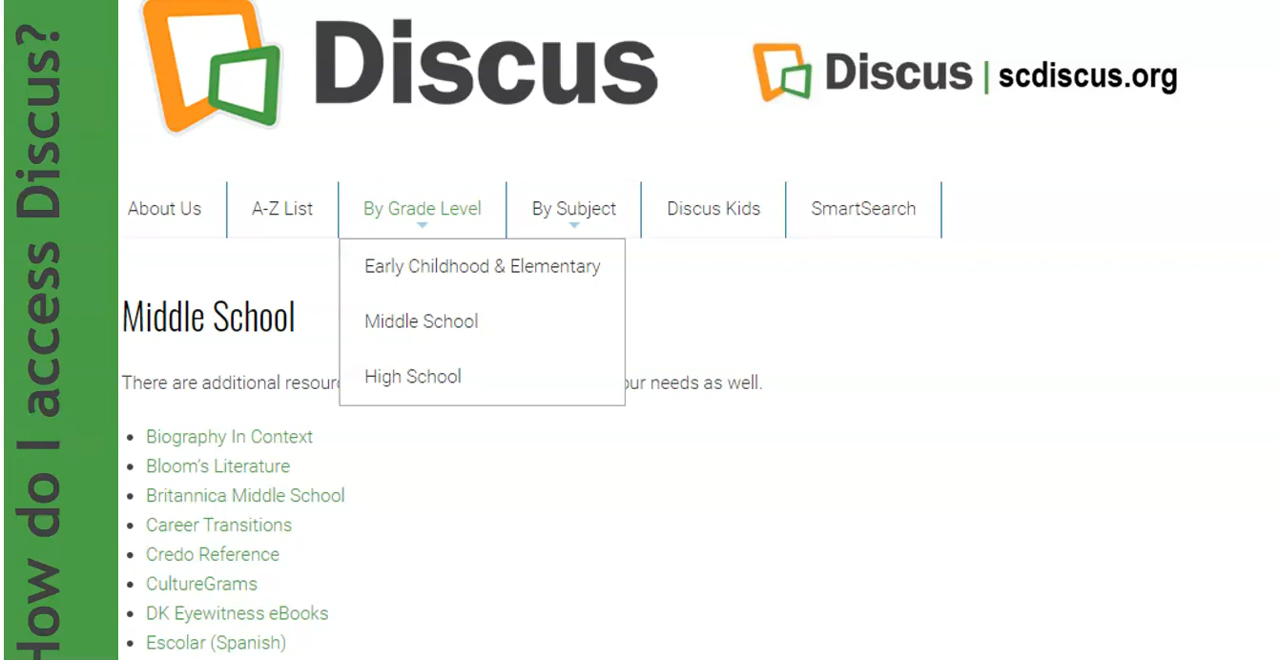 How do I access Discus?
Discus
Discus | scdiscus.org
About Us
A-Z List
By Grade Level
By Subject
Discus Kids
SmartSearch
Early Childhood & Elementary
Middle School
High School
Middle School
There are additional needs as well.
Biography In Context
Bloom's Literature
Britannica Middle School
Career Transitions
Credo Reference
CultureGrams
DK Eyewitness eBooks
Escolar (Spanish)